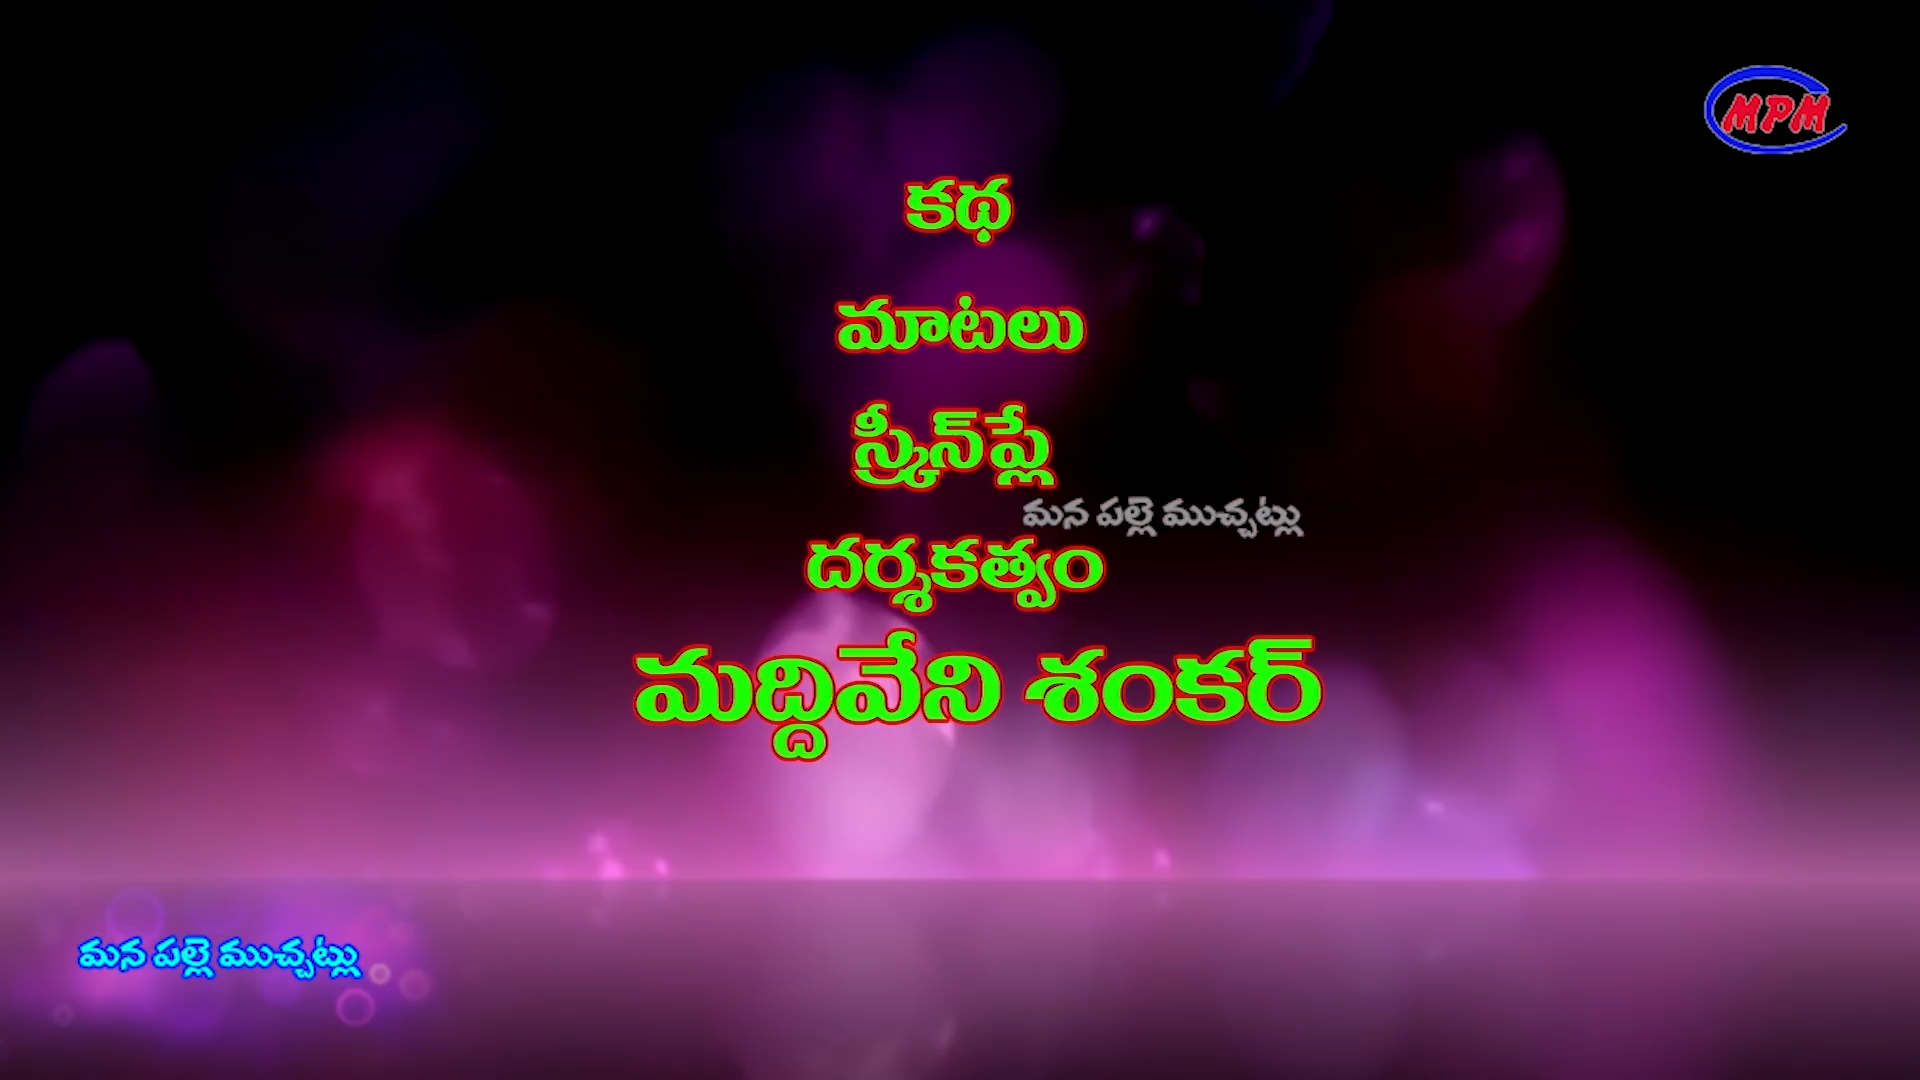 MPM
కథ
మాటలు
స్క్రీన్‌ప్లే
మన పల్లె ముచ్చట్లు
దర్శకత్వం
మద్దివేని శంకర్
మన పల్లె ముచ్చట్లు